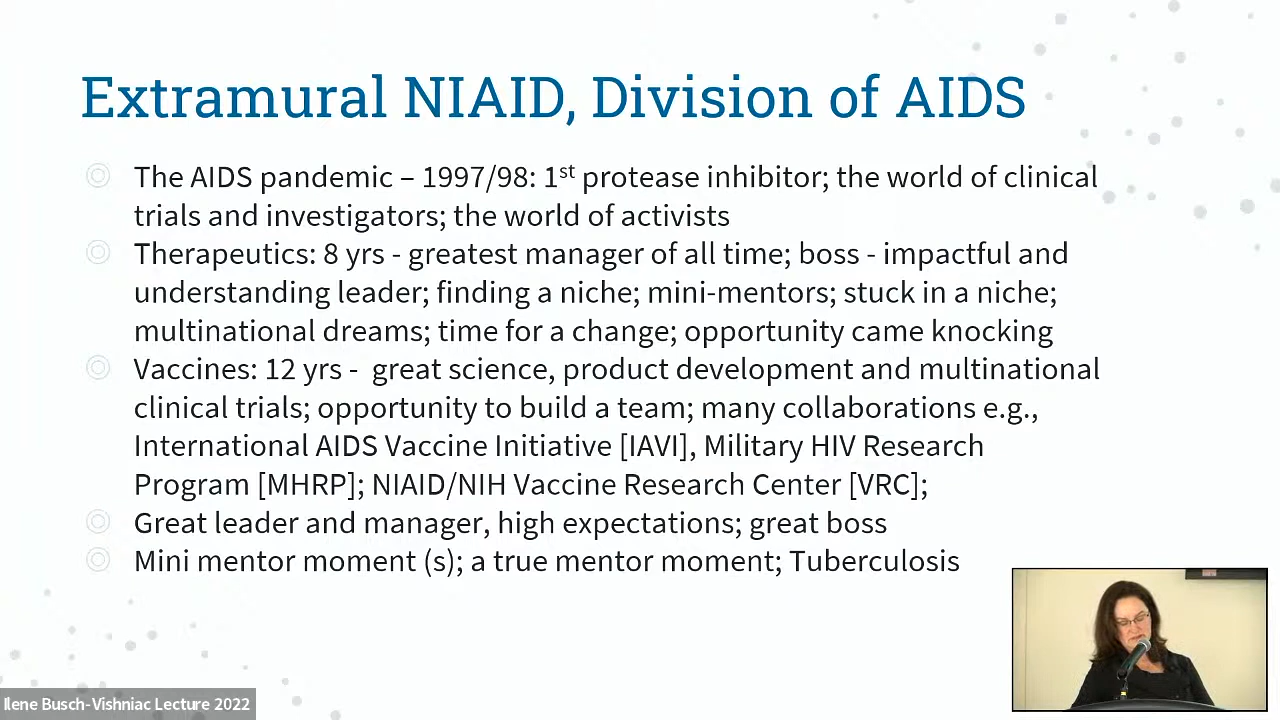 Extramural NIAID, Division of AIDS
The AIDS pandemic – 1997/98: 1st protease inhibitor; the world of clinical
trials and investigators; the world of activists
Therapeutics: 8 yrs - greatest manager of all time; boss - impactful and
understanding leader; finding a niche; mini-mentors; stuck in a niche;
multinational dreams; time for a change; opportunity came knocking
Vaccines: 12 yrs -  great science, product development and multinational
clinical trials; opportunity to build a team; many collaborations e.g.,
International AIDS Vaccine Initiative [IAVI], Military HIV Research
Program [MHRP]; NIAID/NIH Vaccine Research Center [VRC];
Great leader and manager, high expectations; great boss
Mini mentor moment (s); a true mentor moment; Tuberculosis
Ilene Busch-Vishniac Lecture 2022